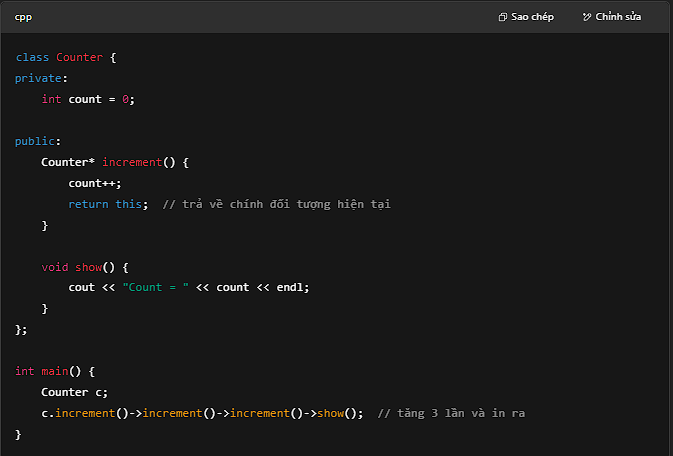 cpp Sao chép Chỉnh sửa
class Counter {
private:
    int count = 0;

public:
    Counter* increment() {
        count++;
        return this;  // trả về chính đối tượng hiện tại
    }

    void show() {
        cout << "Count = " << count << endl;
    }
};

int main() {
    Counter c;
    c.increment()->increment()->increment()->show();  // tăng 3 lần và in ra
}